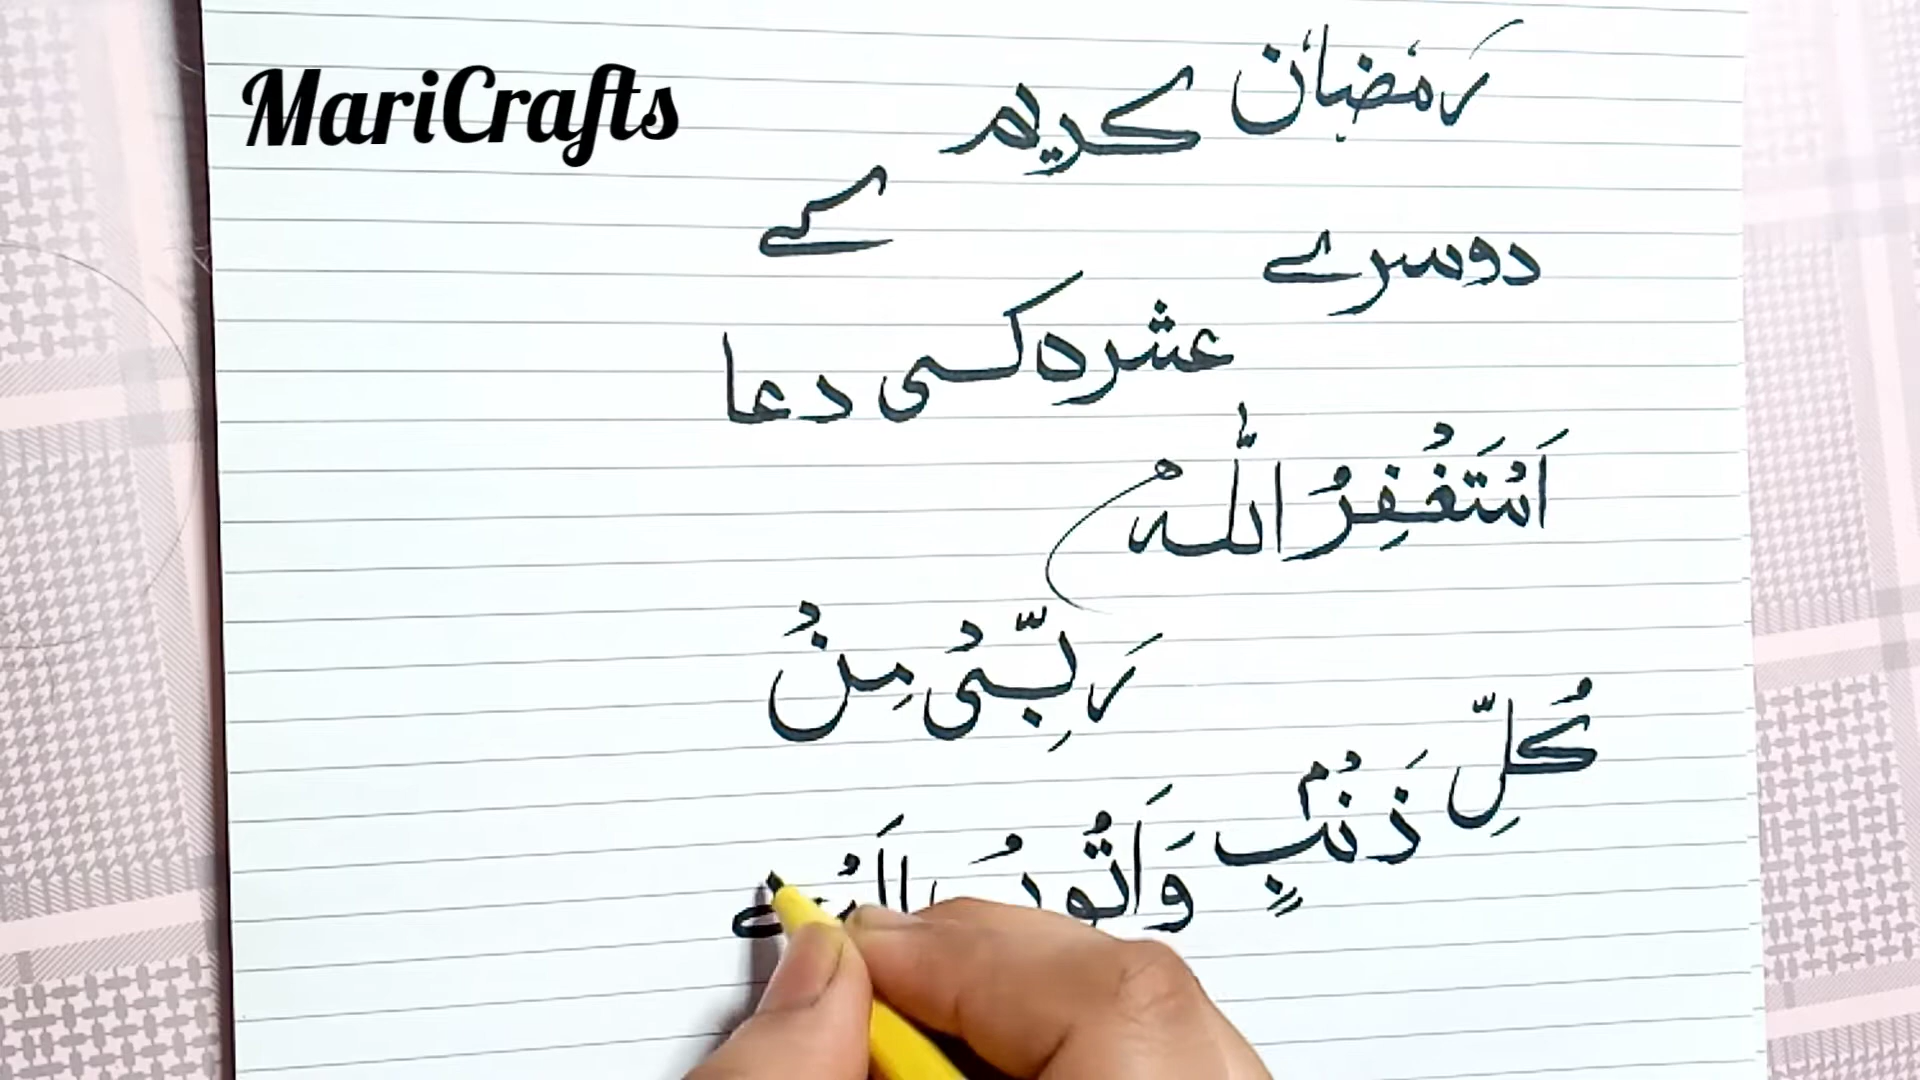 MariCrafts
رمضان کریم
دوسرے کے
عشرہ کی دعا
اَسْتَغْفِرُ اللّٰهَ
رَبِّیْ مِنْ
کُلِّ ذَنْۢبٍ
وَاَتُوْبُ اِلَیْ